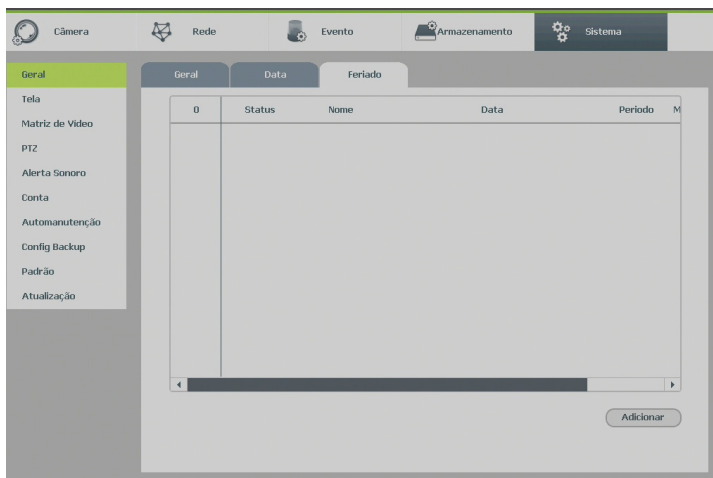 Câmera Rede Evento Armazenamento Sistema
Geral Geral Data Feriado
Tela
0 Status Nome Data Periodo M
Matriz de Vídeo
PTZ
Alerta Sonoro
Conta
Automanutenção
Config Backup
Padrão
Atualização
Adicionar